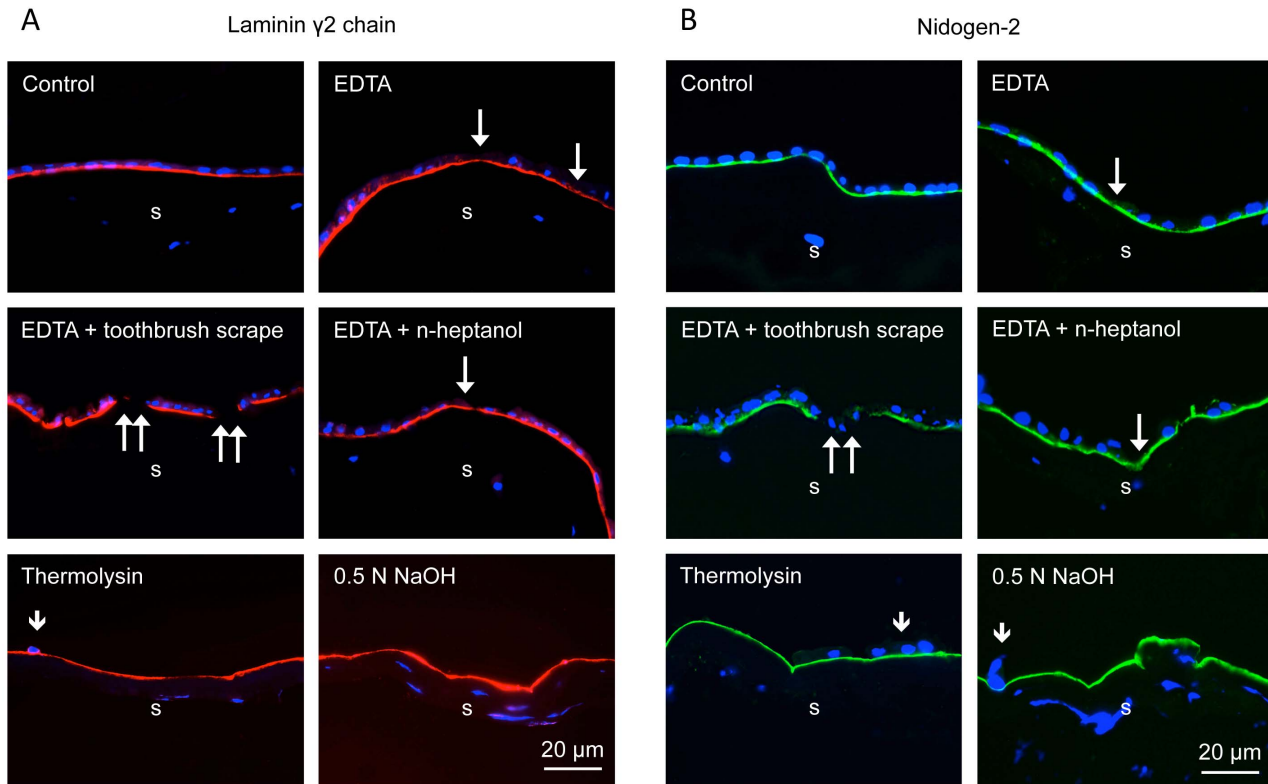 A
Laminin γ2 chain
Control
s
EDTA
s
EDTA + toothbrush scrape
s
EDTA + n-heptanol
s
Thermolysin
s
0.5 N NaOH
s
20 µm
B
Nidogen-2
Control
s
EDTA
s
EDTA + toothbrush scrape
s
EDTA + n-heptanol
s
Thermolysin
s
0.5 N NaOH
s
20 µm